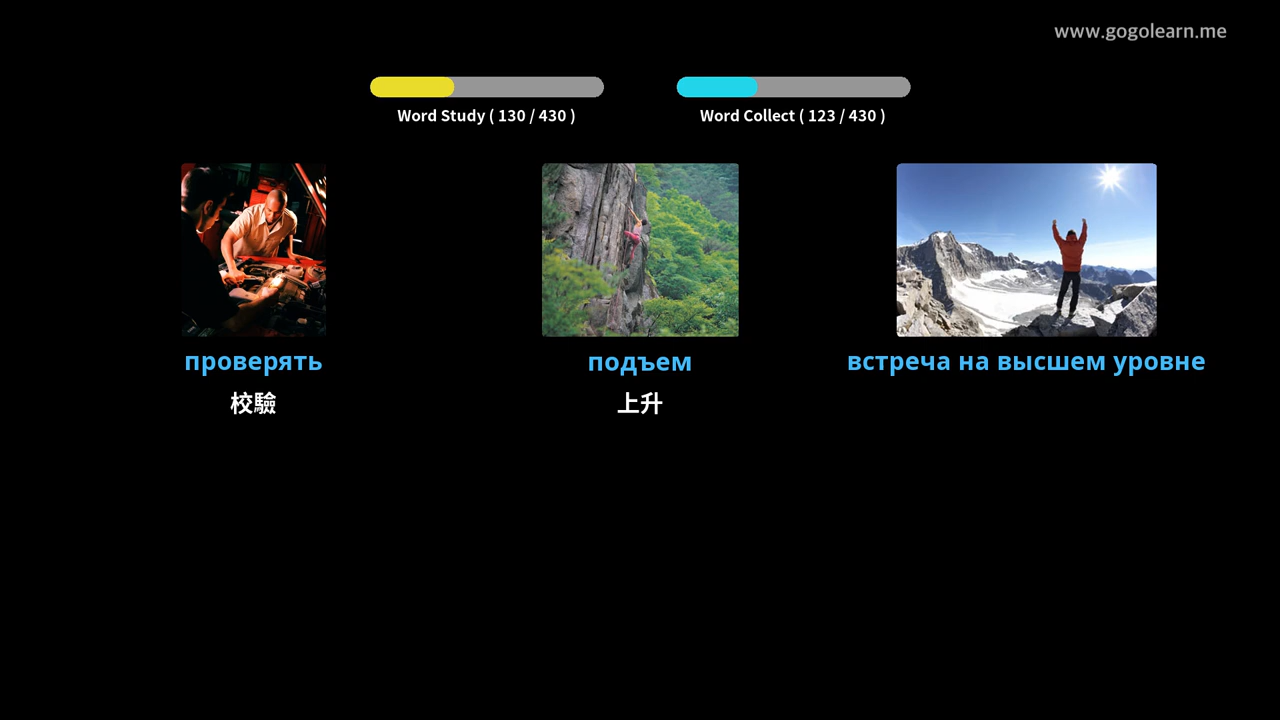 www.gogolearn.me
Word Study ( 130 / 430 )
Word Collect ( 123 / 430 )
проверять
подъем
встреча на высшем уровне
校驗
上升